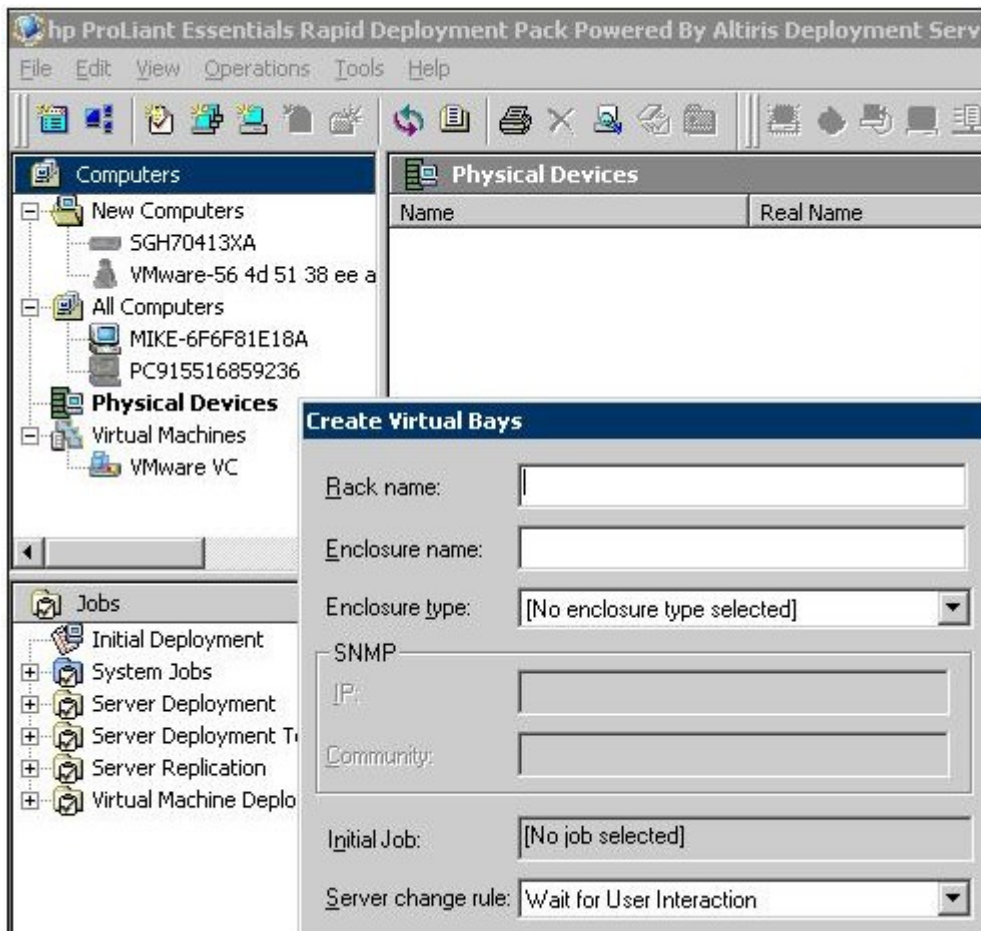 hp ProLiant Essentials Rapid Deployment Pack Powered By Altiris Deployment Serv
File Edit View Operations Tools Help
Computers
New Computers
SGH70413XA
VMware-56 4d 51 38 ee a
All Computers
MIKE-6F6F81E18A
PC915516859236
Physical Devices
Virtual Machines
VMware VC
Physical Devices
Name Real Name
Jobs
Initial Deployment
System Jobs
Server Deployment
Server Deployment T
Server Replication
Virtual Machine Deplo
Create Virtual Bays
Rack name:
Enclosure name:
Enclosure type: [No enclosure type selected]
SNMP
IP:
Community:
Initial Job: [No job selected]
Server change rule: Wait for User Interaction